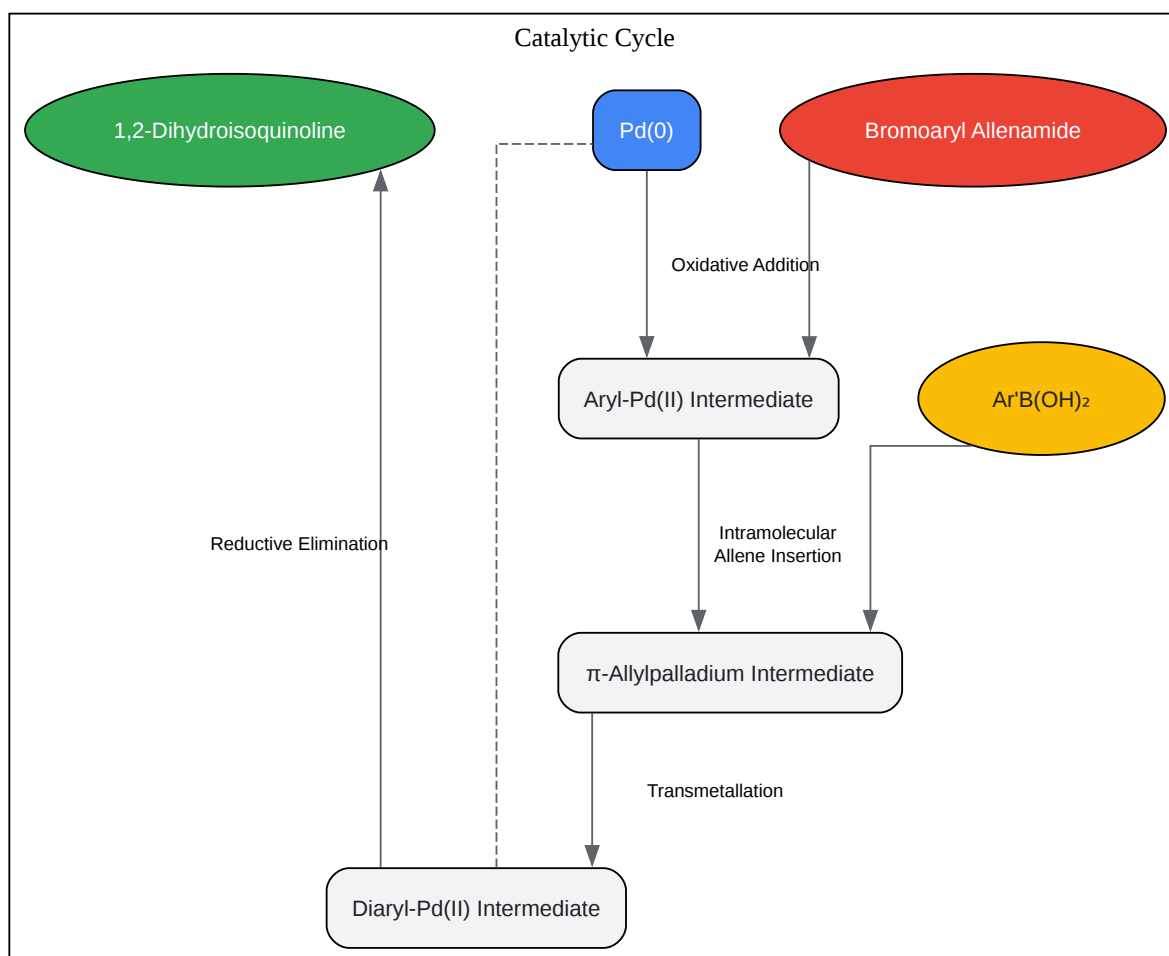 Catalytic Cycle
1,2-Dihydroisoquinoline
Pd(0)
Bromoaryl Allenamide
Oxidative Addition
Aryl-Pd(II) Intermediate
Ar'B(OH)₂
Reductive Elimination
Intramolecular
Allene Insertion
π-Allylpalladium Intermediate
Transmetallation
Diaryl-Pd(II) Intermediate